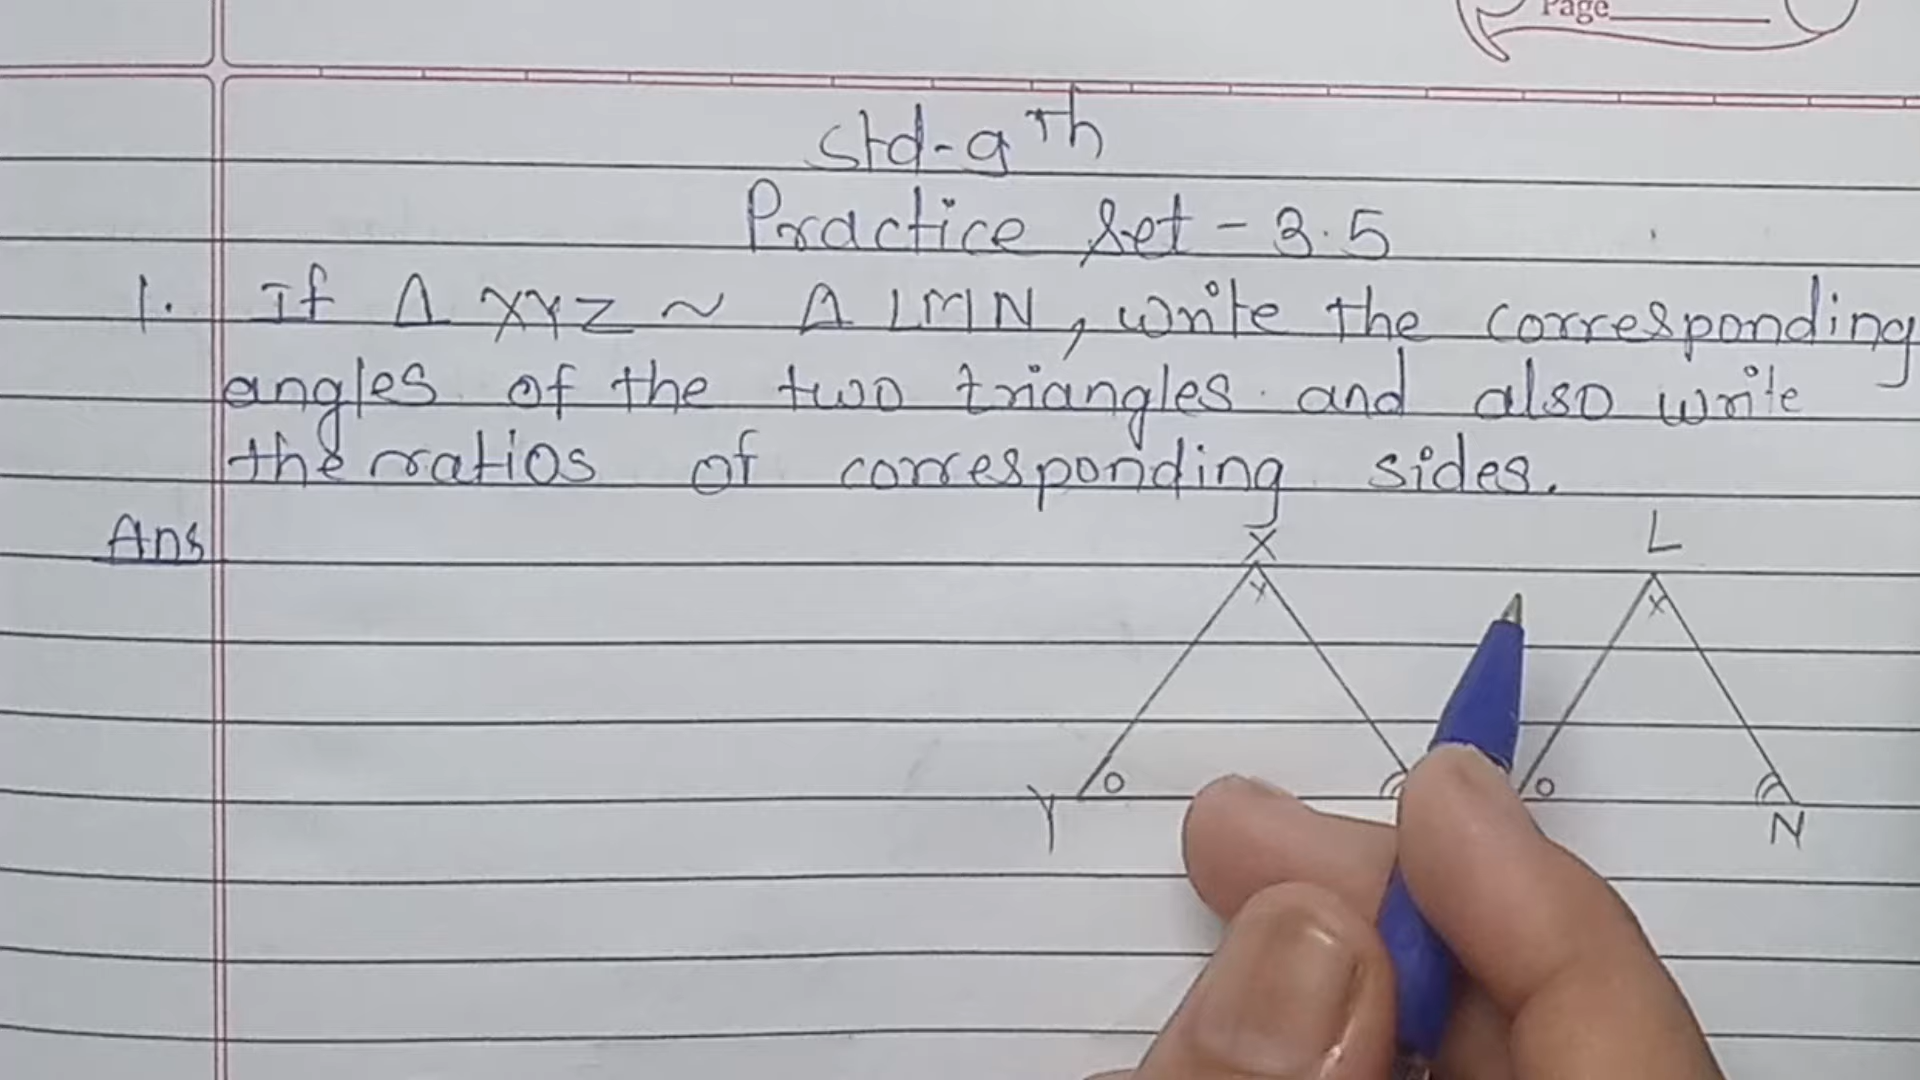 Page
Std-9th
Practice Set - 3.5
1. If Δ XYZ ~ Δ LMN, write the corresponding
angles of the two triangles and also write
the ratios of corresponding sides.
Ans
X L
x x
o o
Y N